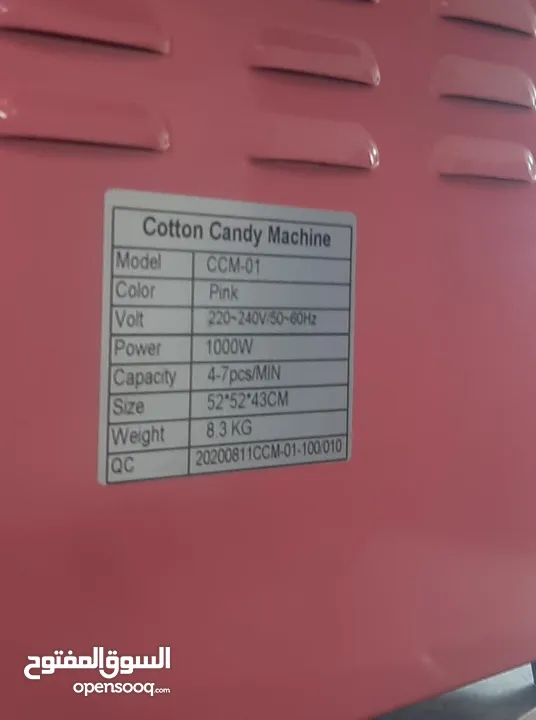 Cotton Candy Machine
Model CCM-01
Color Pink
Volt 220~240V/50~60Hz
Power 1000W
Capacity 4-7pcs/MIN
Size 52*52*43CM
Weight 8.3 KG
QC 20200811CCM-01-100/010
السوق المفتوح
opensooq.com